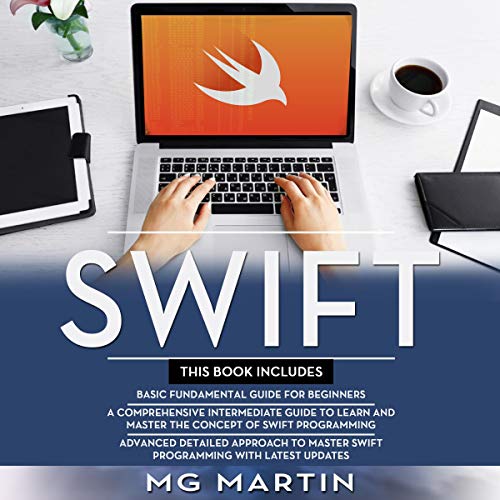 SWIFT
THIS BOOK INCLUDES
BASIC FUNDAMENTAL GUIDE FOR BEGINNERS
A COMPREHENSIVE INTERMEDIATE GUIDE TO LEARN AND
MASTER THE CONCEPT OF SWIFT PROGRAMMING
ADVANCED DETAILED APPROACH TO MASTER SWIFT
PROGRAMMING WITH LATEST UPDATES
MG MARTIN